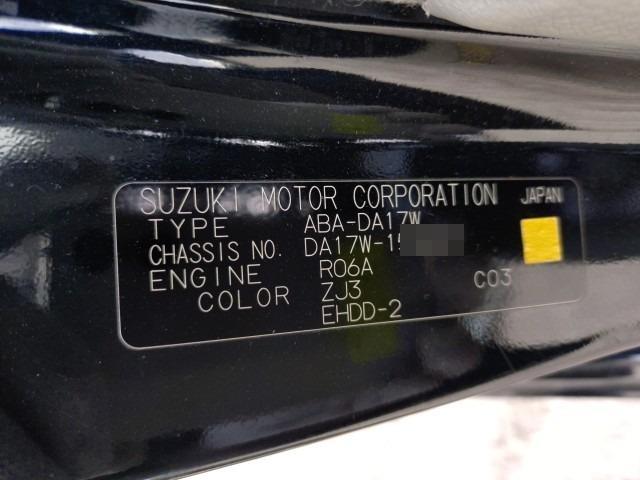 SUZUKI MOTOR CORPORATION JAPAN
TYPE ABA-DA17W
CHASSIS NO. DA17W-15
ENGINE R06A
COLOR ZJ3 C03
EHDD-2